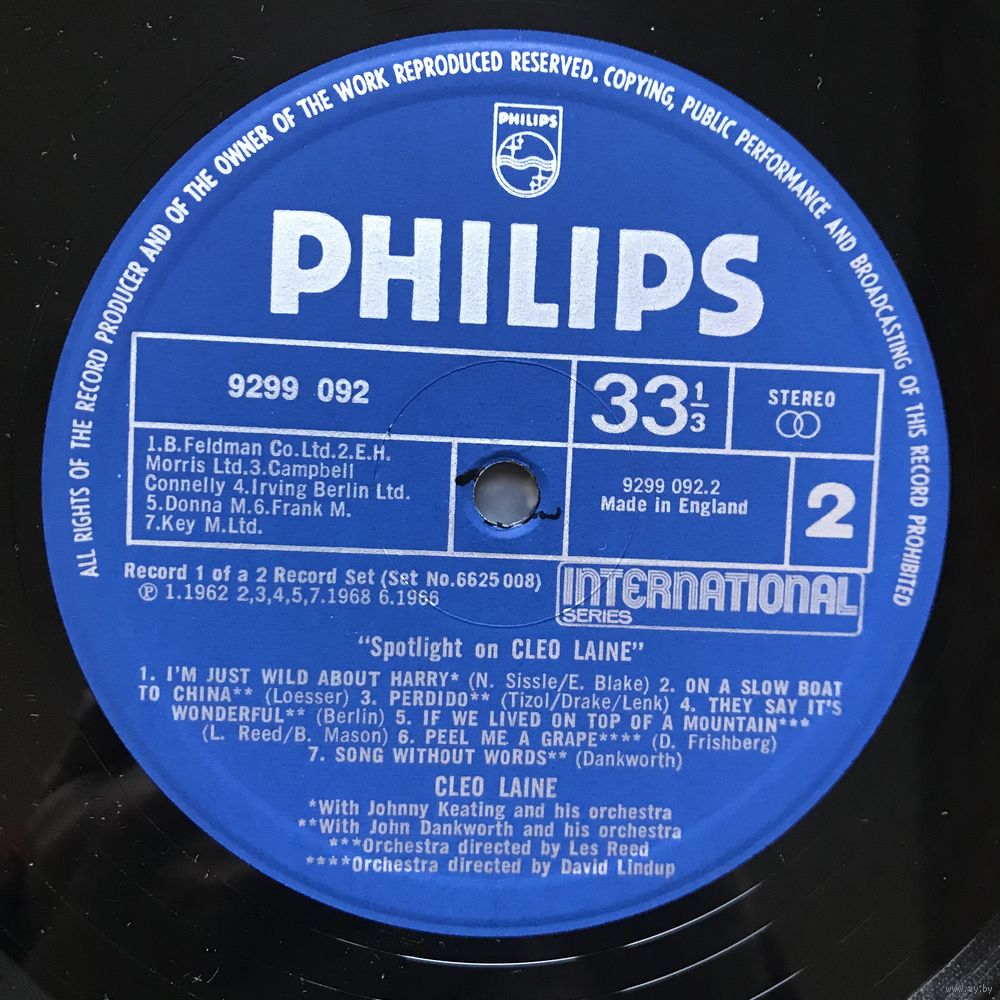 ALL RIGHTS OF THE RECORD PRODUCER AND OF THE OWNER OF THE WORK REPRODUCED RESERVED. COPYING, PUBLIC PERFORMANCE AND BROADCASTING OF THIS RECORD PROHIBITED
PHILIPS
PHILIPS
9299 092
33 1/3
STEREO
1.B.Feldman Co.Ltd.2.E.H.
Morris Ltd.3.Campbell
Connelly 4.Irving Berlin Ltd.
5.Donna M.6.Frank M.
7.Key M.Ltd.
9299 092.2
Made in England
2
Record 1 of a 2 Record Set (Set No.6625 008)
℗ 1.1962 2,3,4,5,7.1968 6.1966
INTERNATIONAL
SERIES
"Spotlight on CLEO LAINE"
1. I'M JUST WILD ABOUT HARRY* (N. Sissle/E. Blake) 2. ON A SLOW BOAT
TO CHINA** (Loesser) 3. PERDIDO** (Tizol/Drake/Lenk) 4. THEY SAY IT'S
WONDERFUL** (Berlin) 5. IF WE LIVED ON TOP OF A MOUNTAIN***
(L. Reed/B. Mason) 6. PEEL ME A GRAPE**** (D. Frishberg)
7. SONG WITHOUT WORDS** (Dankworth)
CLEO LAINE
*With Johnny Keating and his orchestra
**With John Dankworth and his orchestra
***Orchestra directed by Les Reed
****Orchestra directed by David Lindup
www.ay.by